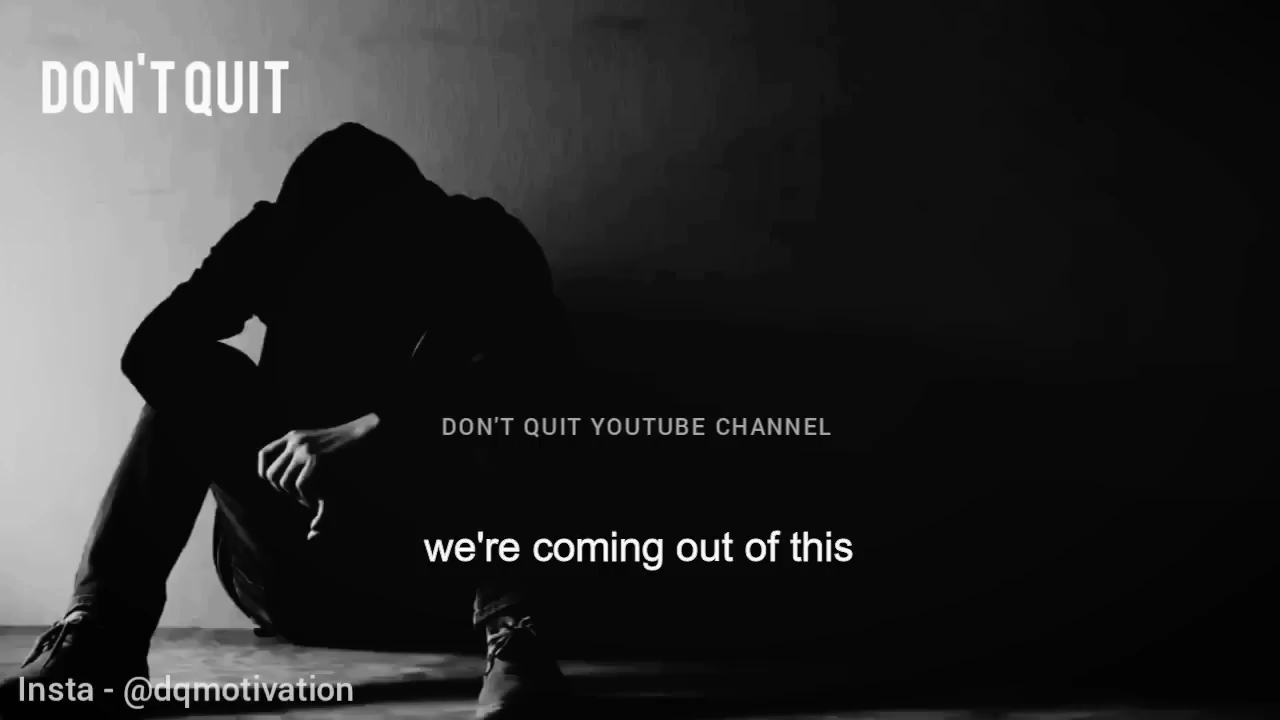 DON'T QUIT
DON'T QUIT YOUTUBE CHANNEL
we're coming out of this
Insta - @dqmotivation